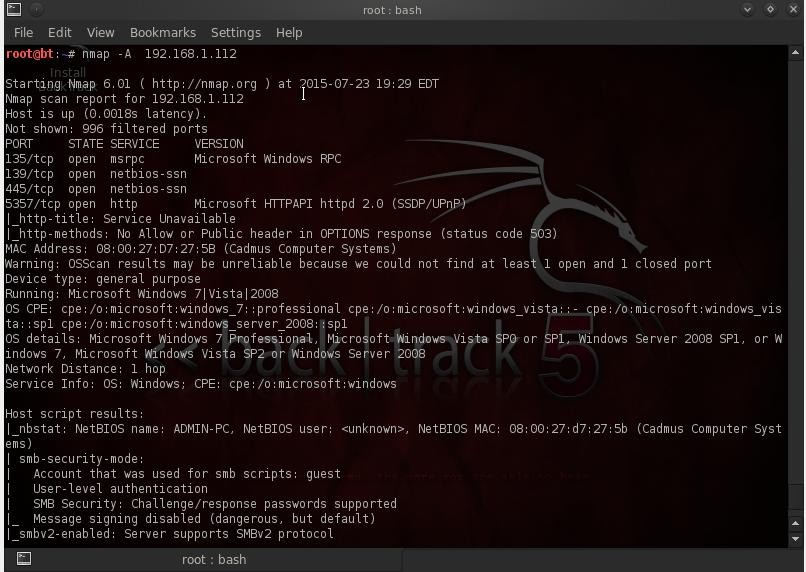 root : bash
File Edit View Bookmarks Settings Help
root@bt:~# nmap -A  192.168.1.112
Install
Starting Nmap 6.01 ( http://nmap.org ) at 2015-07-23 19:29 EDT
Nmap scan report for 192.168.1.112
Host is up (0.0018s latency).
Not shown: 996 filtered ports
PORT     STATE SERVICE     VERSION
135/tcp  open  msrpc       Microsoft Windows RPC
139/tcp  open  netbios-ssn
445/tcp  open  netbios-ssn
5357/tcp open  http        Microsoft HTTPAPI httpd 2.0 (SSDP/UPnP)
|_http-title: Service Unavailable
|_http-methods: No Allow or Public header in OPTIONS response (status code 503)
MAC Address: 08:00:27:D7:27:5B (Cadmus Computer Systems)
Warning: OSScan results may be unreliable because we could not find at least 1 open and 1 closed port
Device type: general purpose
Running: Microsoft Windows 7|Vista|2008
OS CPE: cpe:/o:microsoft:windows_7::professional cpe:/o:microsoft:windows_vista::- cpe:/o:microsoft:windows_vis
ta::sp1 cpe:/o:microsoft:windows_server_2008::sp1
OS details: Microsoft Windows 7 Professional, Microsoft Windows Vista SP0 or SP1, Windows Server 2008 SP1, or W
indows 7, Microsoft Windows Vista SP2 or Windows Server 2008
<< back | track 5
Network Distance: 1 hop
Service Info: OS: Windows; CPE: cpe:/o:microsoft:windows
Host script results:
|_nbstat: NetBIOS name: ADMIN-PC, NetBIOS user: <unknown>, NetBIOS MAC: 08:00:27:d7:27:5b (Cadmus Computer Syst
ems)
| smb-security-mode:
|   Account that was used for smb scripts: guest
|   User-level authentication
|   SMB Security: Challenge/response passwords supported
|_  Message signing disabled (dangerous, but default)
|_smbv2-enabled: Server supports SMBv2 protocol
root : bash